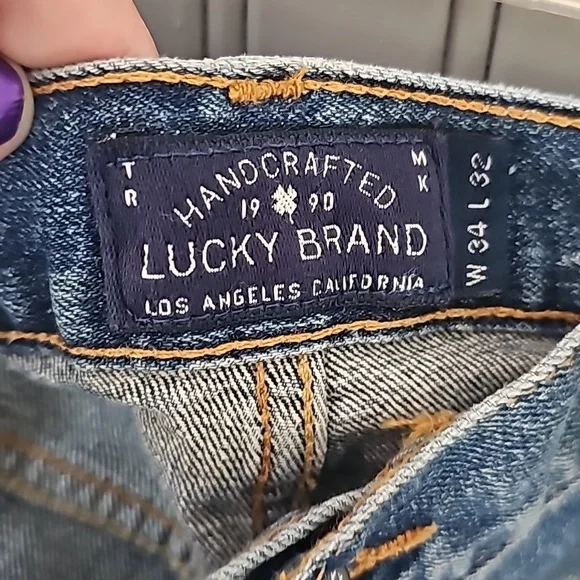 TR MK
HANDCRAFTED
19 90
LUCKY BRAND
LOS ANGELES CALIFORNIA
W 34 L 32